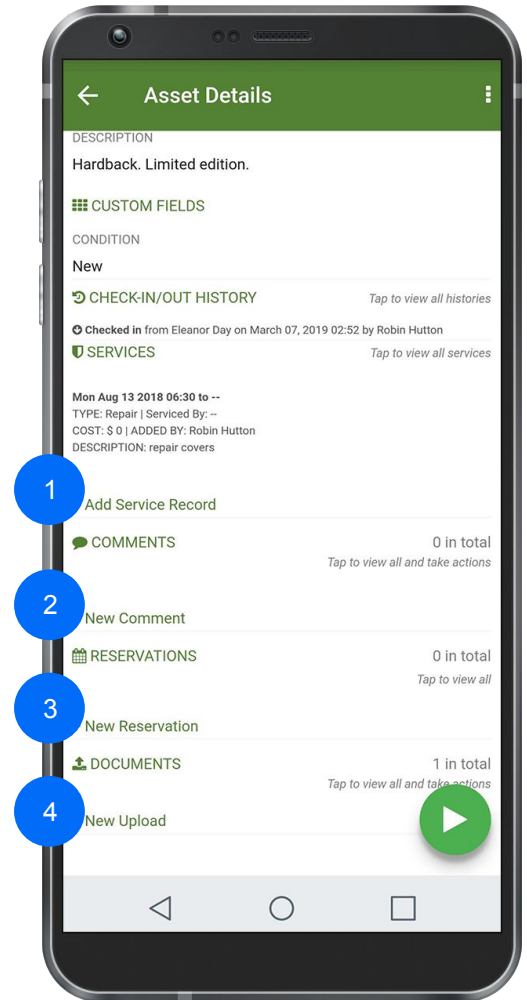 Asset Details
DESCRIPTION
Hardback. Limited edition.
CUSTOM FIELDS
CONDITION
New
CHECK-IN/OUT HISTORY Tap to view all histories
Checked in from Eleanor Day on March 07, 2019 02:52 by Robin Hutton
SERVICES Tap to view all services
Mon Aug 13 2018 06:30 to --
TYPE: Repair | Serviced By: --
COST: $ 0 | ADDED BY: Robin Hutton
DESCRIPTION: repair covers
1
Add Service Record
COMMENTS 0 in total
Tap to view all and take actions
2
New Comment
RESERVATIONS 0 in total
Tap to view all
3
New Reservation
DOCUMENTS 1 in total
Tap to view all and take actions
4
New Upload